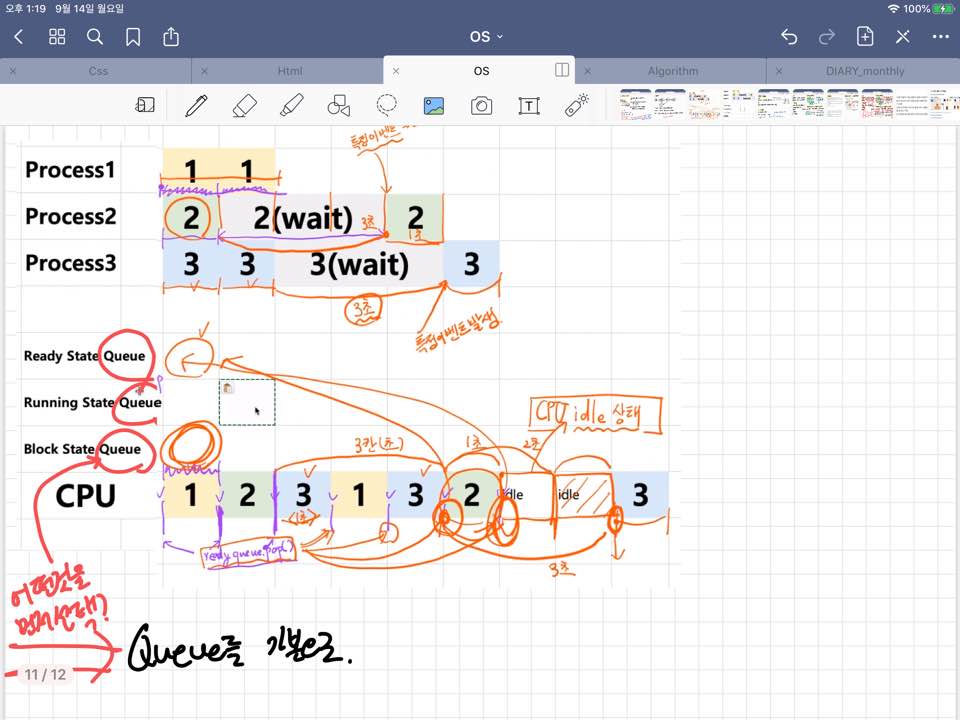 오후 1:19 9월 14일 월요일
100%
OS
Css
Html
OS
Algorithm
DIARY_monthly
특정이벤트
Process1 1 1
Process2 2 2(wait) 3초 2
1초
Process3 3 3 3(wait) 3
3초
특정이벤트발생.
Ready State Queue
Running State Queue
CPU idle 상태
Block State Queue
3칸(초) 1초 2초
CPU 1 2 3 1 3 2 idle idle 3
<1초>
ready queue.pop()
3초
어떤것을
먼저선택?
Queue를 기본으로.
11 / 12